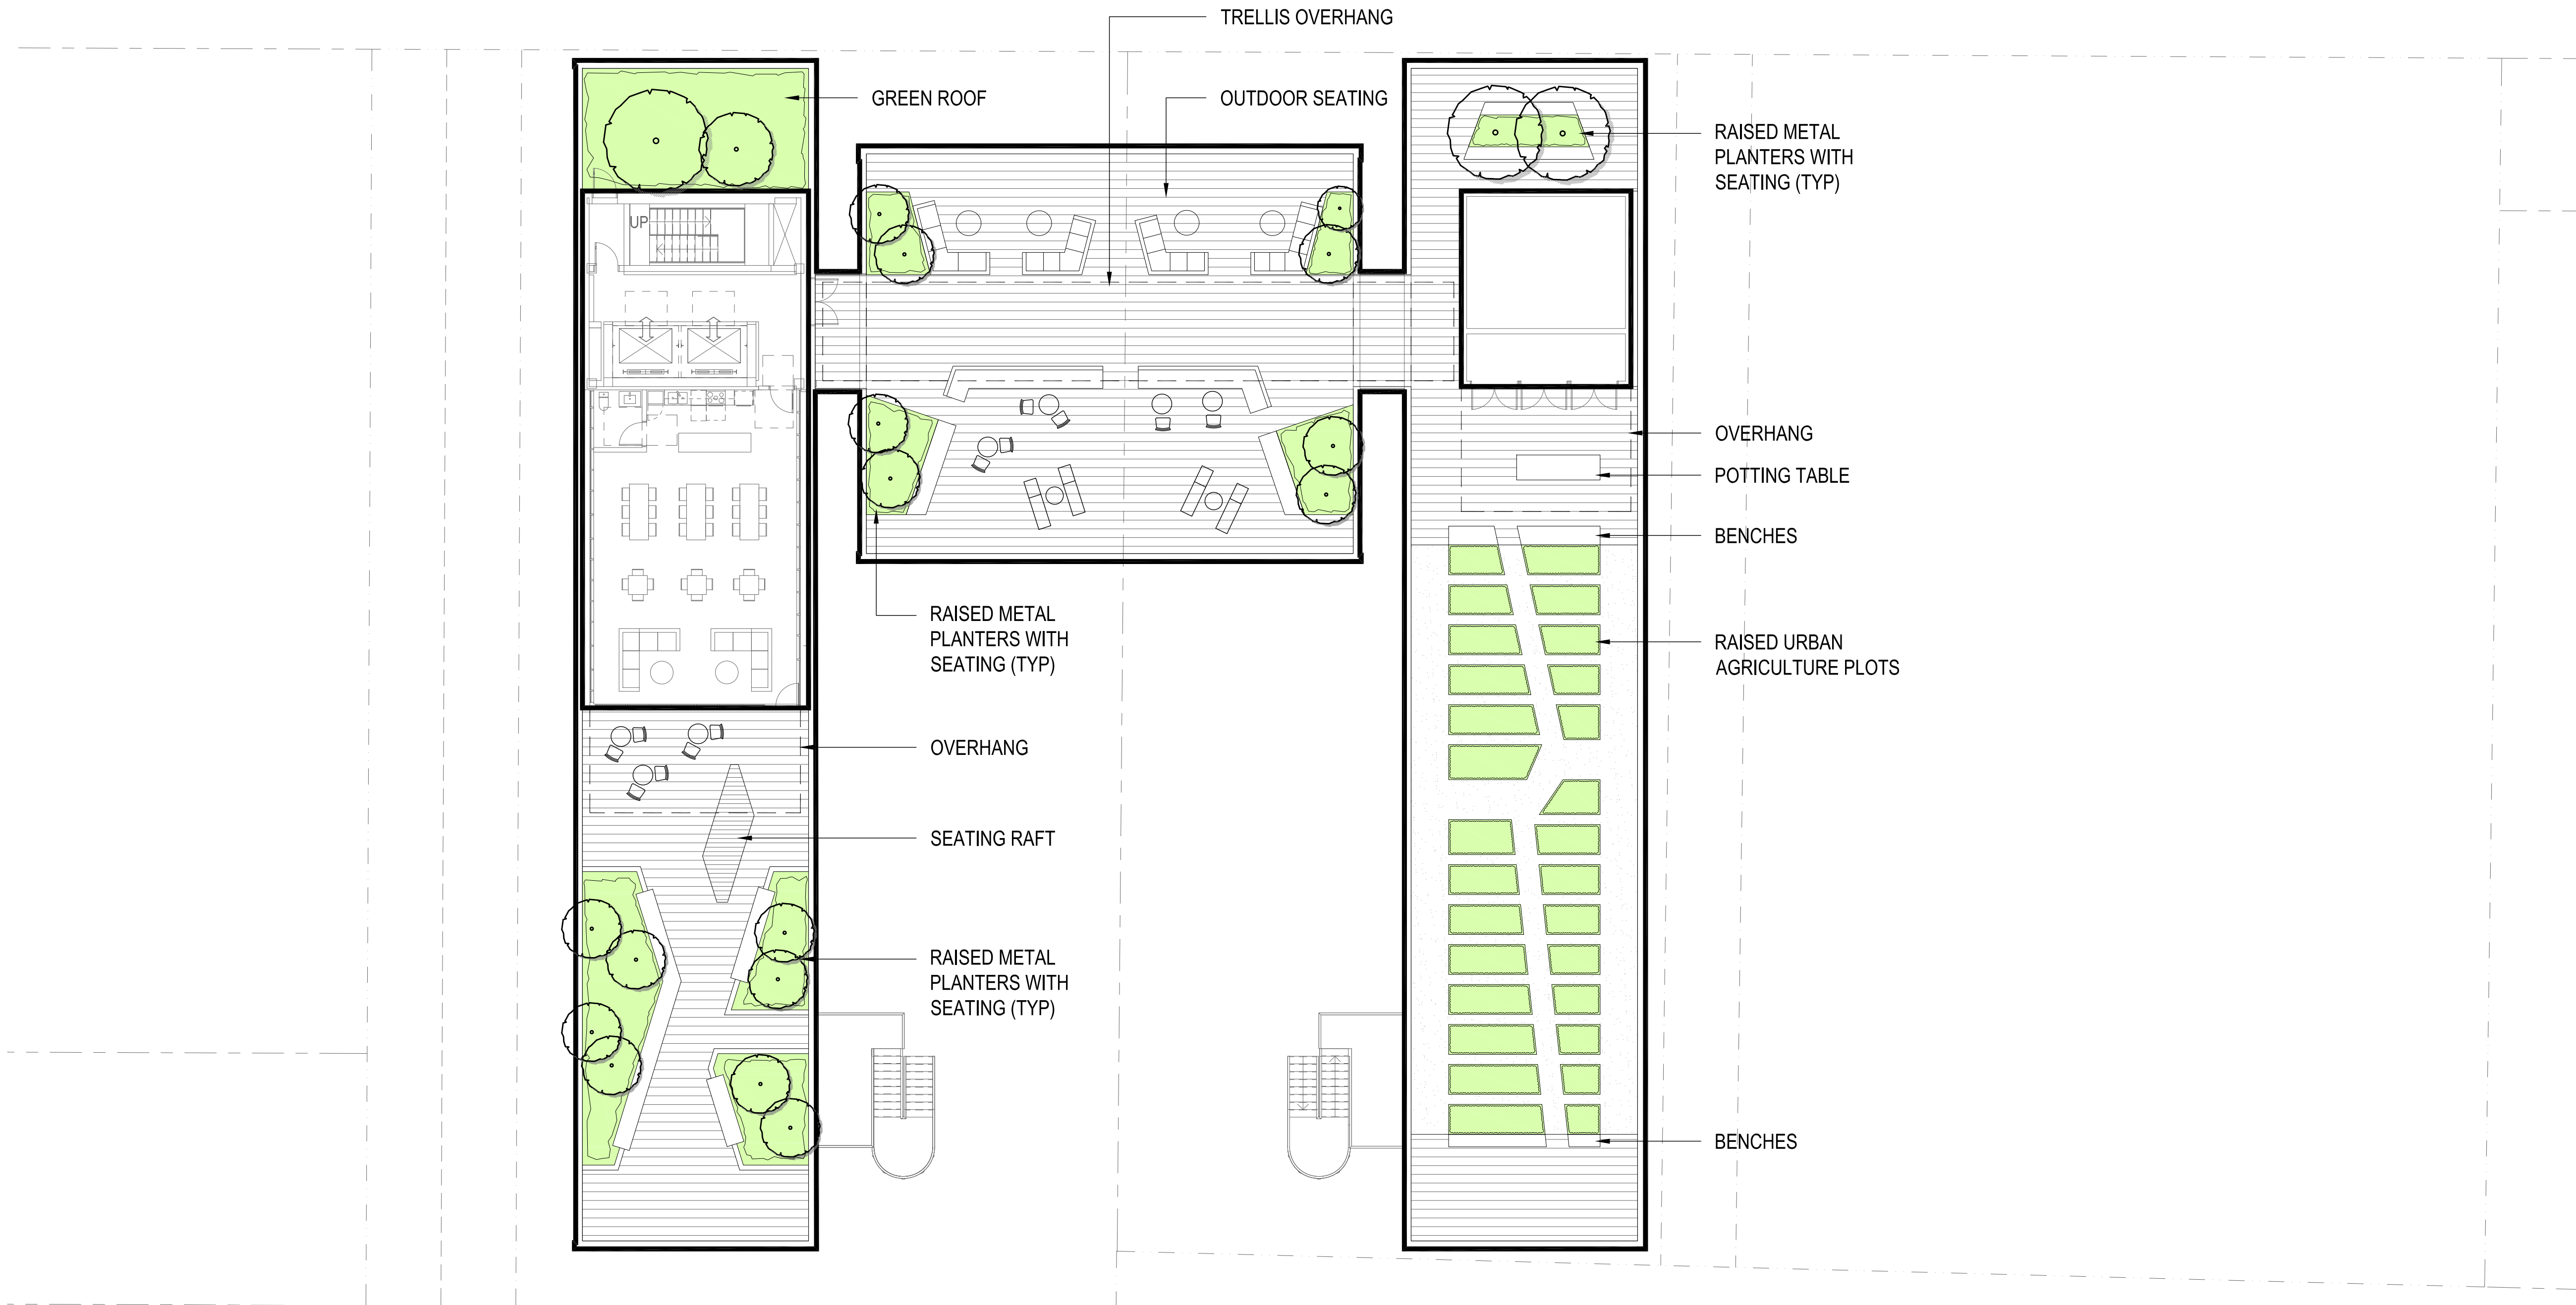 TRELLIS OVERHANG
GREEN ROOF
OUTDOOR SEATING
RAISED METAL
PLANTERS WITH
SEATING (TYP)
UP
OVERHANG
POTTING TABLE
BENCHES
RAISED METAL
PLANTERS WITH
SEATING (TYP)
RAISED URBAN
AGRICULTURE PLOTS
OVERHANG
SEATING RAFT
RAISED METAL
PLANTERS WITH
SEATING (TYP)
BENCHES